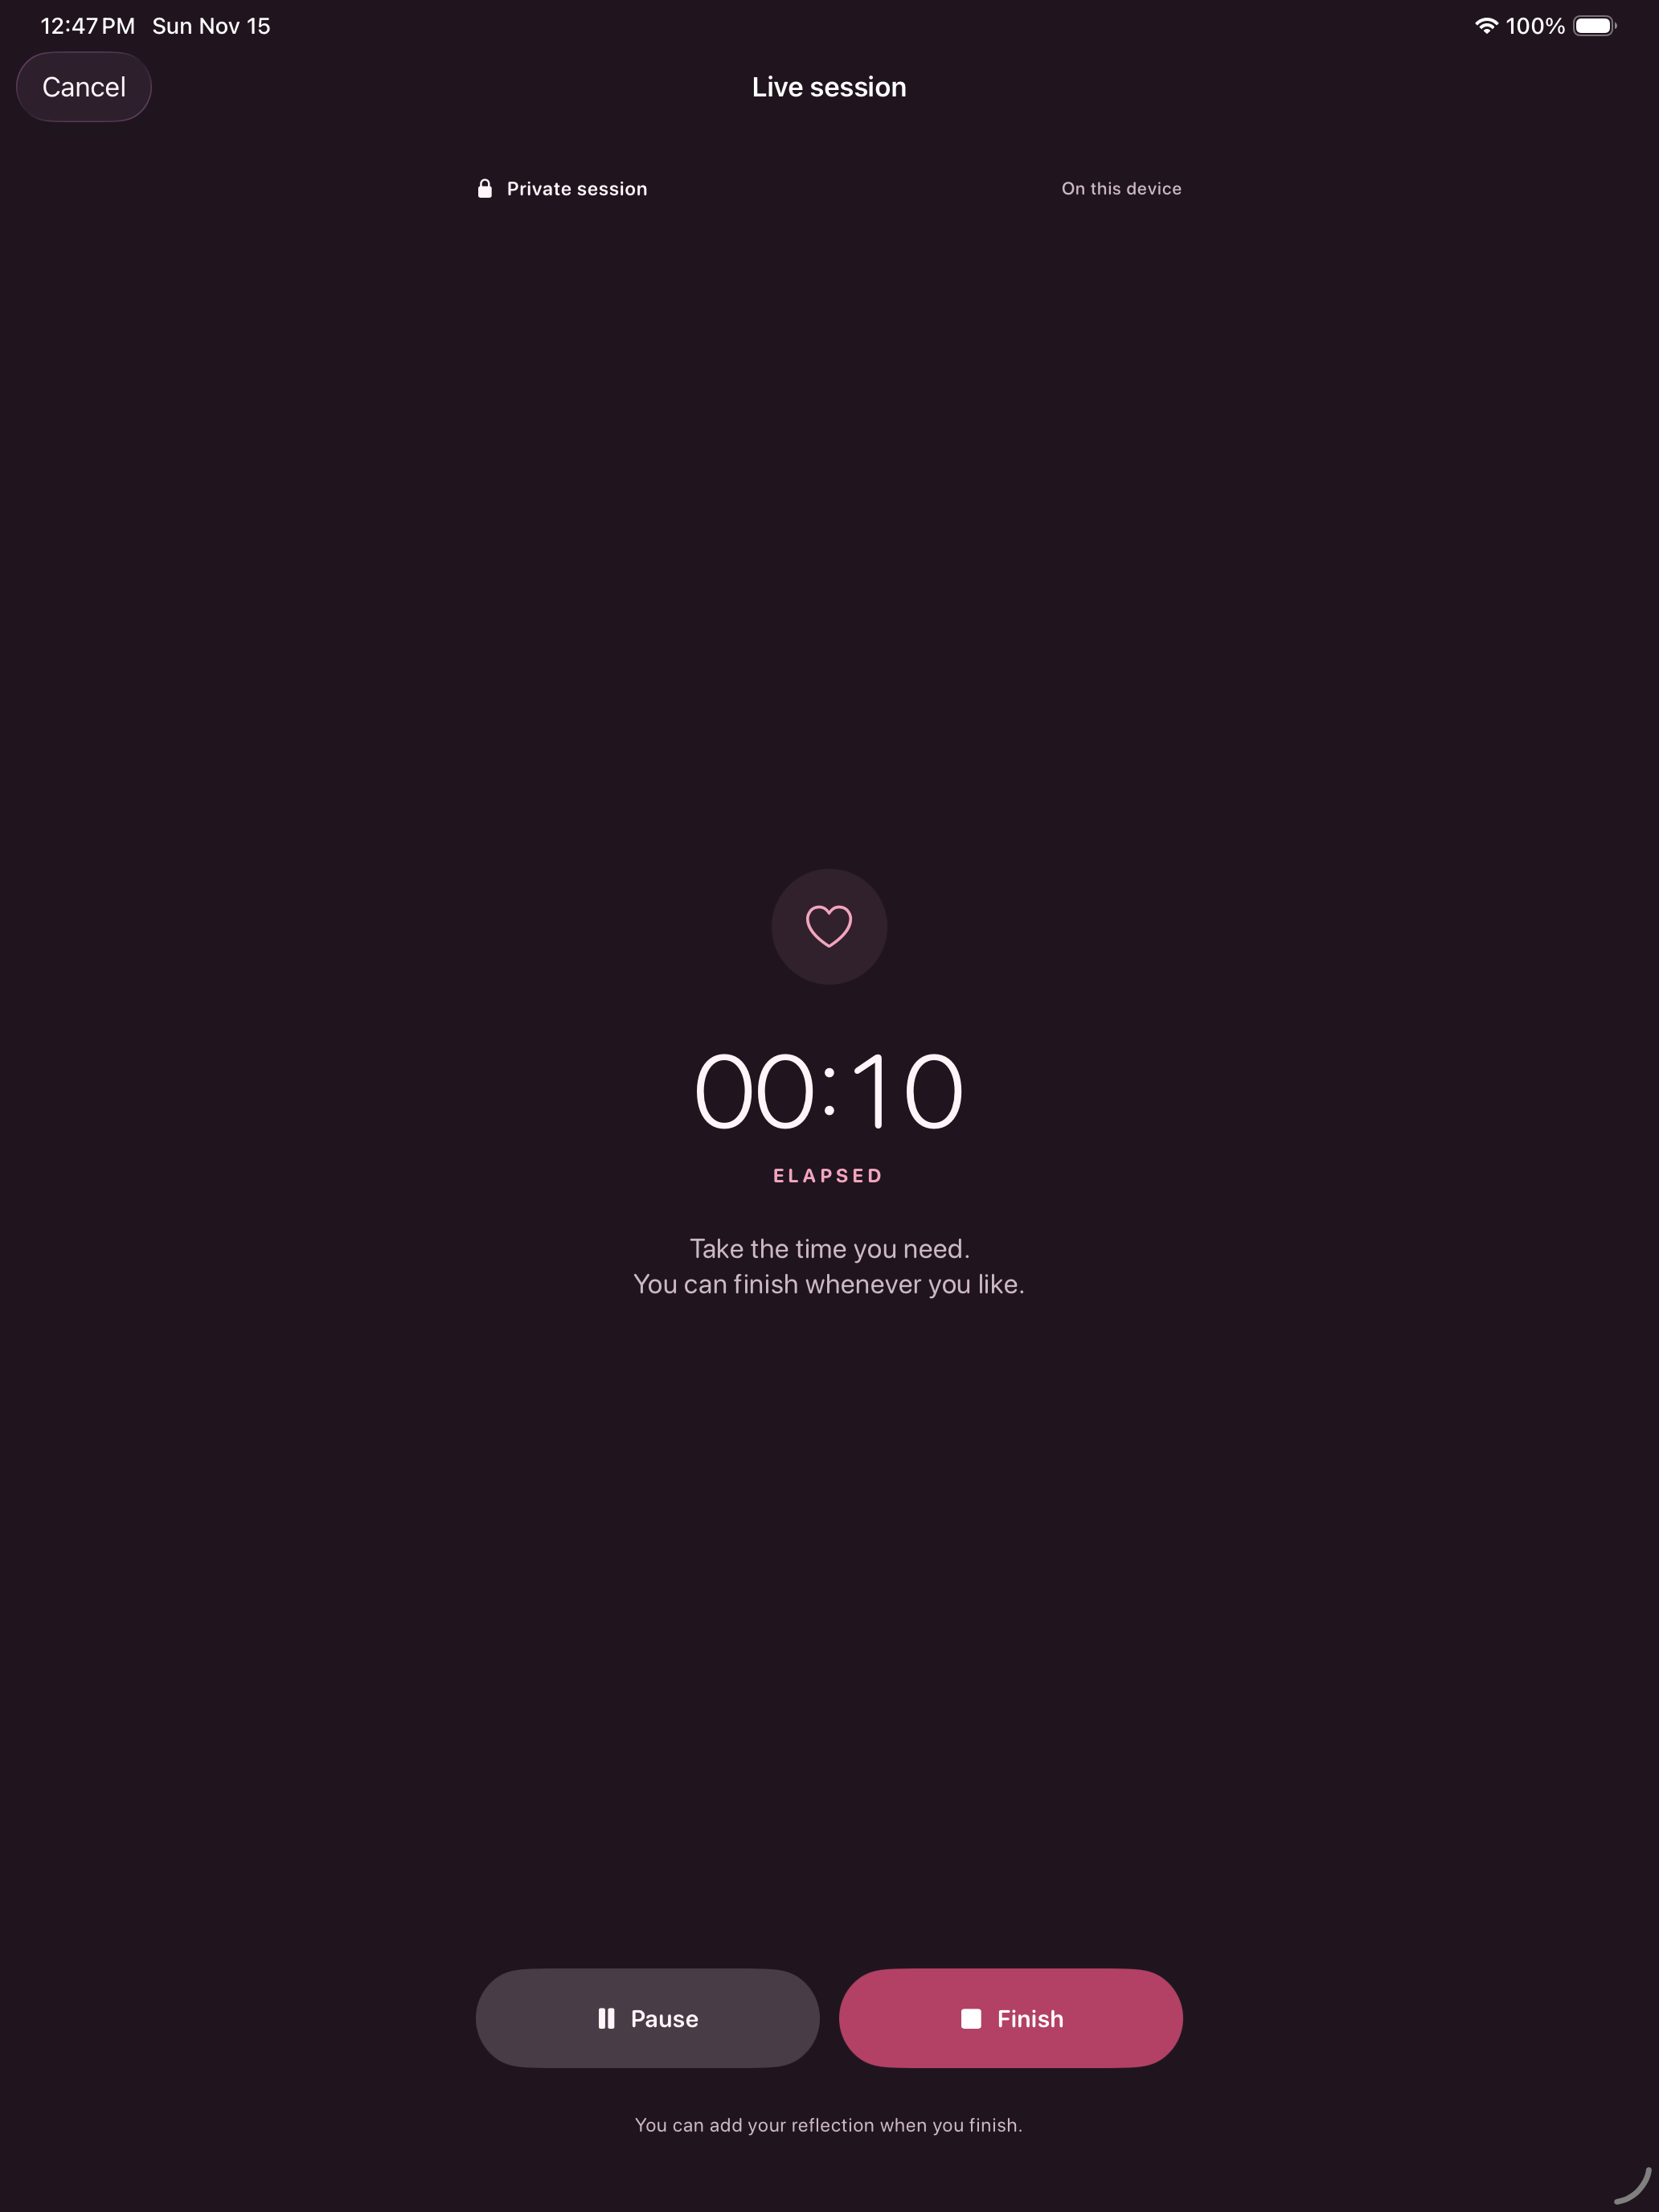 12:47 PM Sun Nov 15
100%
Cancel
Live session
Private session
On this device
00:10
ELAPSED
Take the time you need.
You can finish whenever you like.
Pause
Finish
You can add your reflection when you finish.